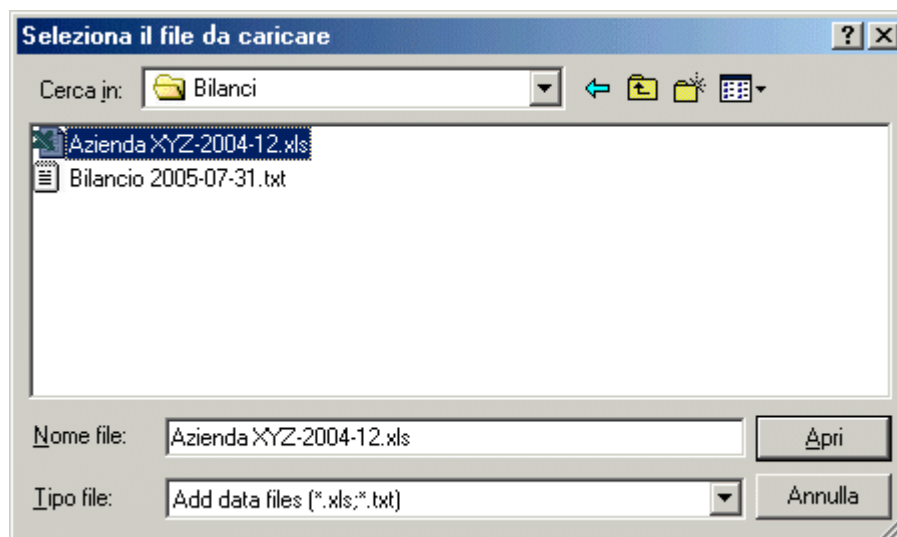 Seleziona il file da caricare
Cerca in: Bilanci
Azienda XYZ-2004-12.xls
Bilancio 2005-07-31.txt
Nome file: Azienda XYZ-2004-12.xls Apri
Tipo file: Add data files (*.xls;*.txt) Annulla